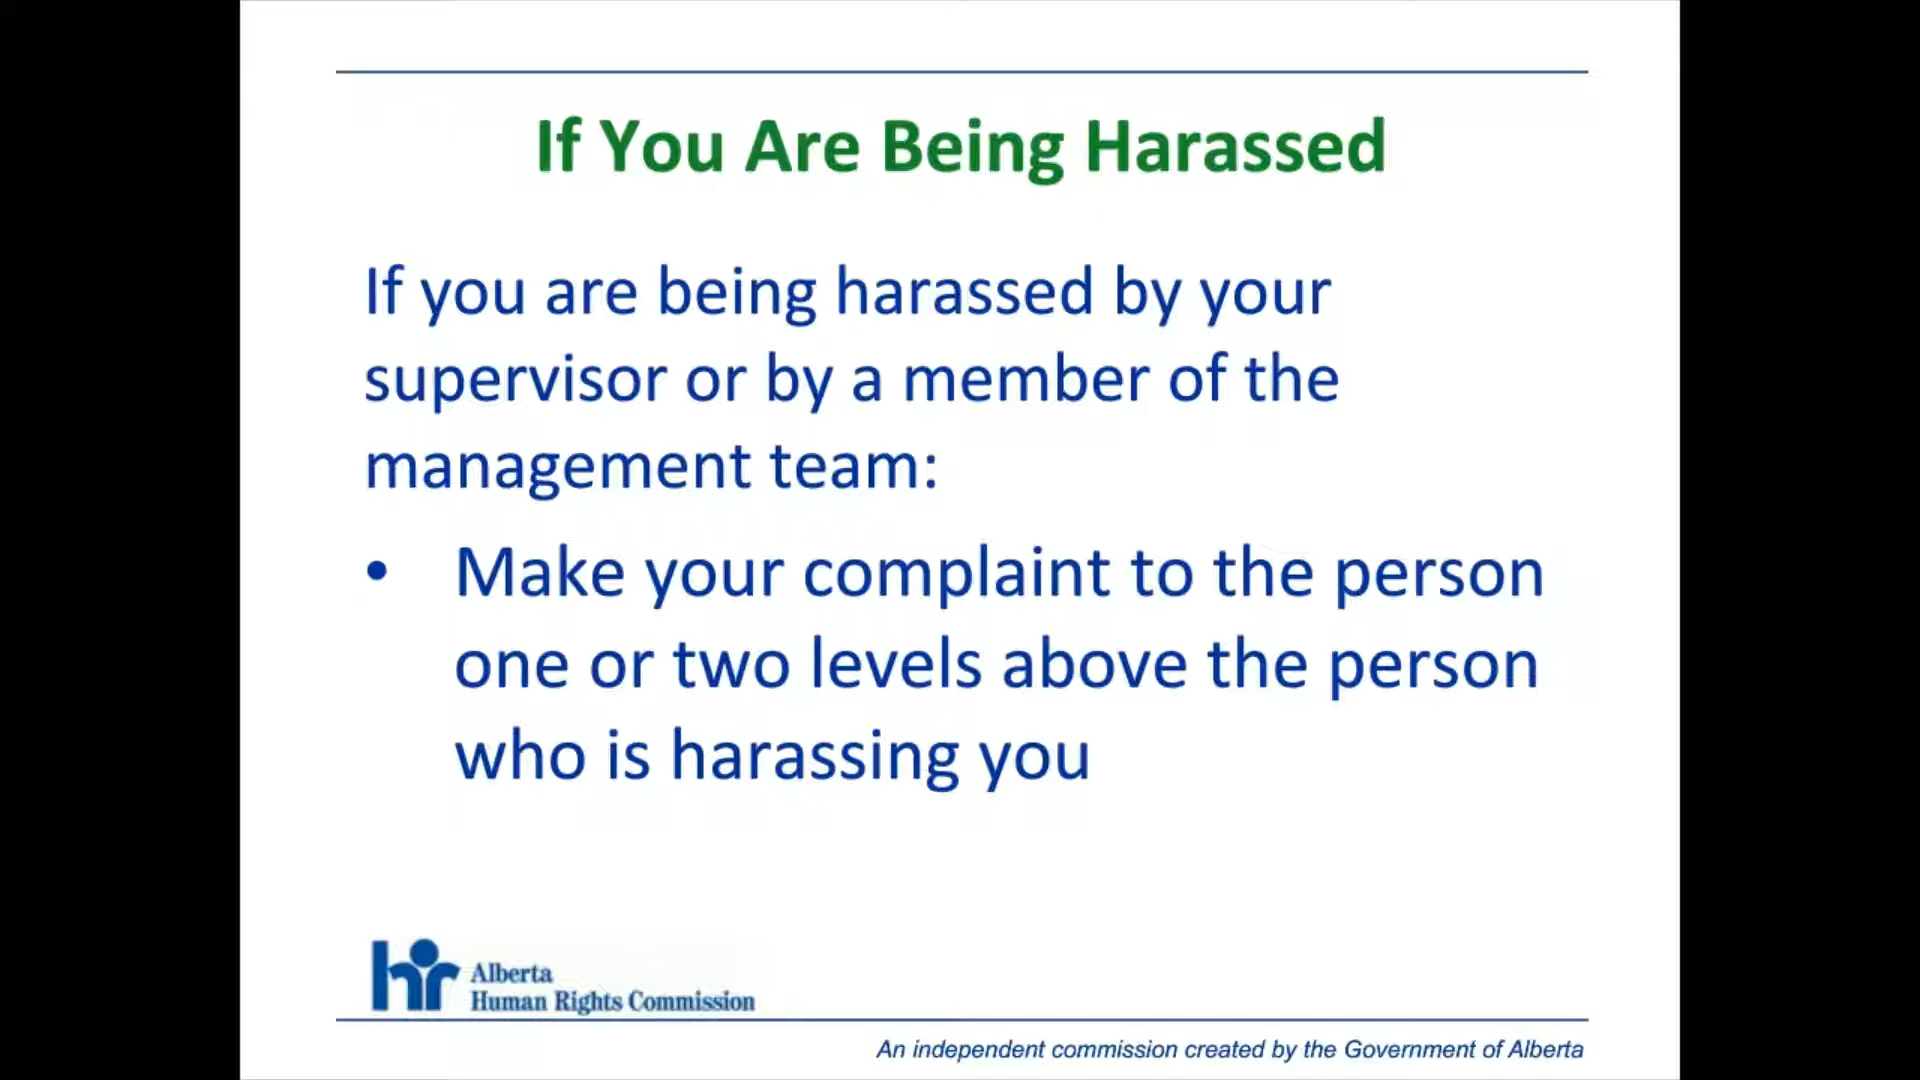 If You Are Being Harassed
If you are being harassed by your
supervisor or by a member of the
management team:
• Make your complaint to the person
one or two levels above the person
who is harassing you
hr Alberta
Human Rights Commission
An independent commission created by the Government of Alberta